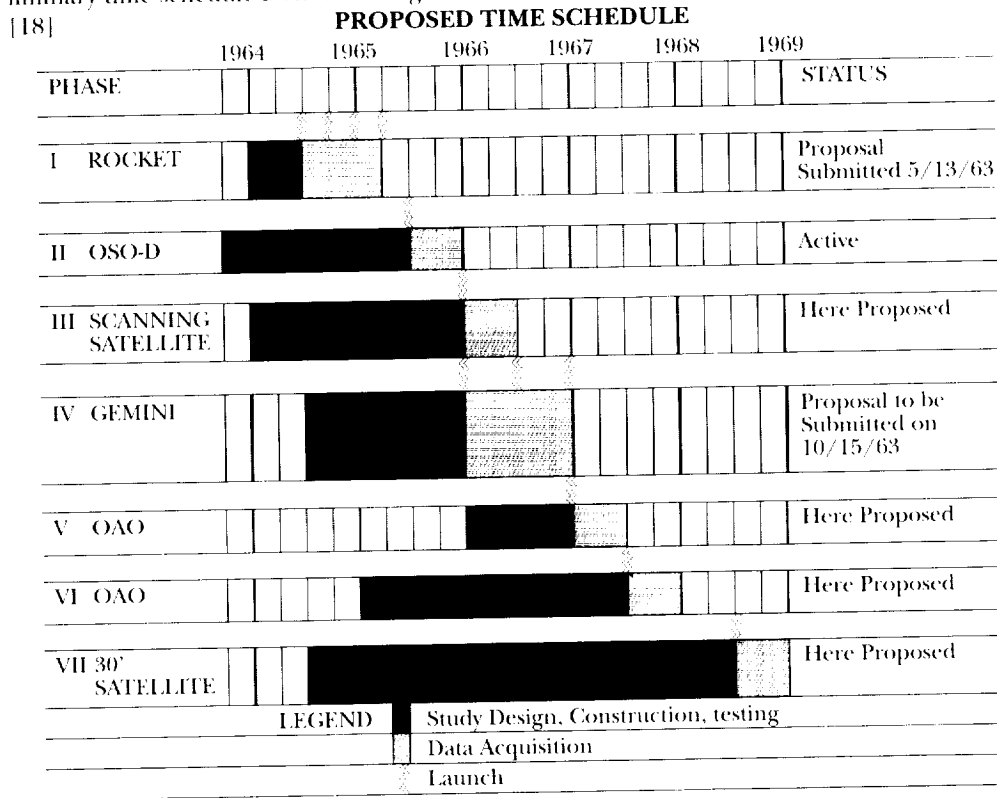 [18]
PROPOSED TIME SCHEDULE
1964 1965 1966 1967 1968 1969
PHASE STATUS
I ROCKET Proposal
Submitted 5/13/63
II OSO-D Active
III SCANNING Here Proposed
SATELLITE
IV GEMINI Proposal to be
Submitted on
10/15/63
V OAO Here Proposed
VI OAO Here Proposed
VII 30' Here Proposed
SATELLITE
LEGEND Study Design, Construction, testing
Data Acquisition
Launch